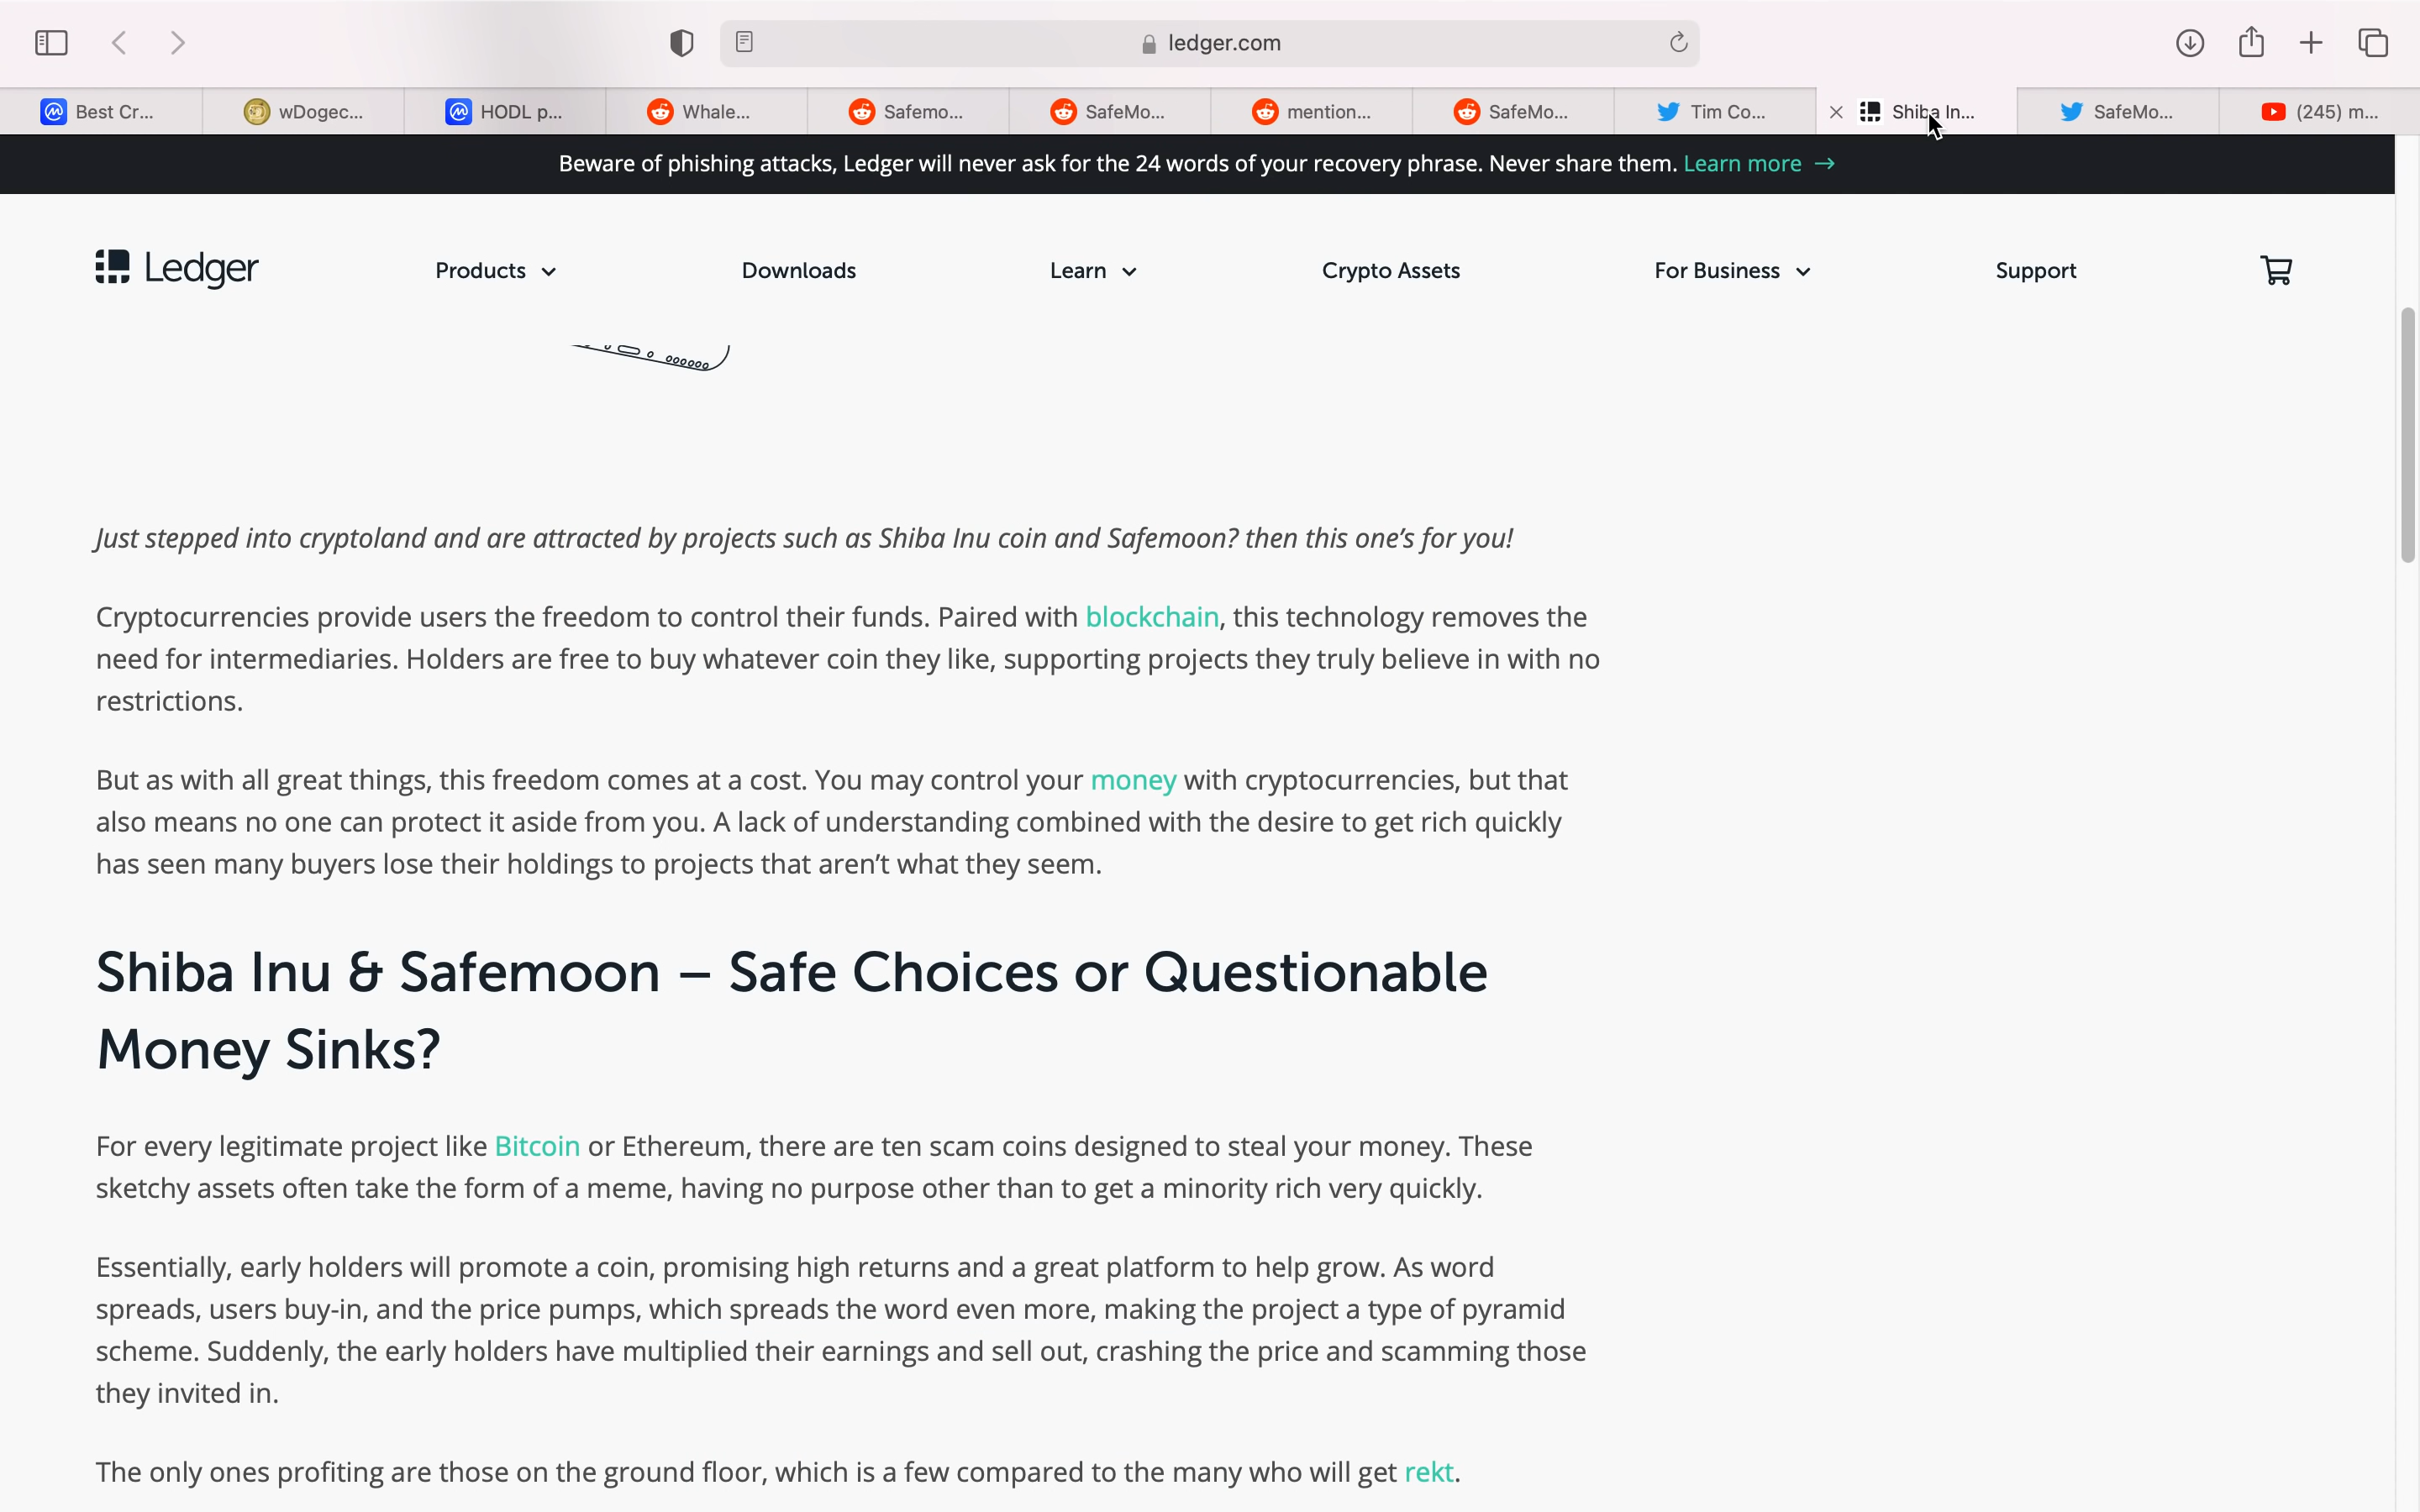 ledger.com
Best Cr...
wDogec...
HODL p...
Whale...
Safemo...
SafeMo...
mention...
SafeMo...
Tim Co...
Shiba In...
SafeMo...
(245) m...
Beware of phishing attacks, Ledger will never ask for the 24 words of your recovery phrase. Never share them. Learn more →
Ledger
Products
Downloads
Learn
Crypto Assets
For Business
Support
Just stepped into cryptoland and are attracted by projects such as Shiba Inu coin and Safemoon? then this one’s for you!
Cryptocurrencies provide users the freedom to control their funds. Paired with blockchain, this technology removes the
need for intermediaries. Holders are free to buy whatever coin they like, supporting projects they truly believe in with no
restrictions.
But as with all great things, this freedom comes at a cost. You may control your money with cryptocurrencies, but that
also means no one can protect it aside from you. A lack of understanding combined with the desire to get rich quickly
has seen many buyers lose their holdings to projects that aren’t what they seem.
Shiba Inu & Safemoon – Safe Choices or Questionable
Money Sinks?
For every legitimate project like Bitcoin or Ethereum, there are ten scam coins designed to steal your money. These
sketchy assets often take the form of a meme, having no purpose other than to get a minority rich very quickly.
Essentially, early holders will promote a coin, promising high returns and a great platform to help grow. As word
spreads, users buy-in, and the price pumps, which spreads the word even more, making the project a type of pyramid
scheme. Suddenly, the early holders have multiplied their earnings and sell out, crashing the price and scamming those
they invited in.
The only ones profiting are those on the ground floor, which is a few compared to the many who will get rekt.